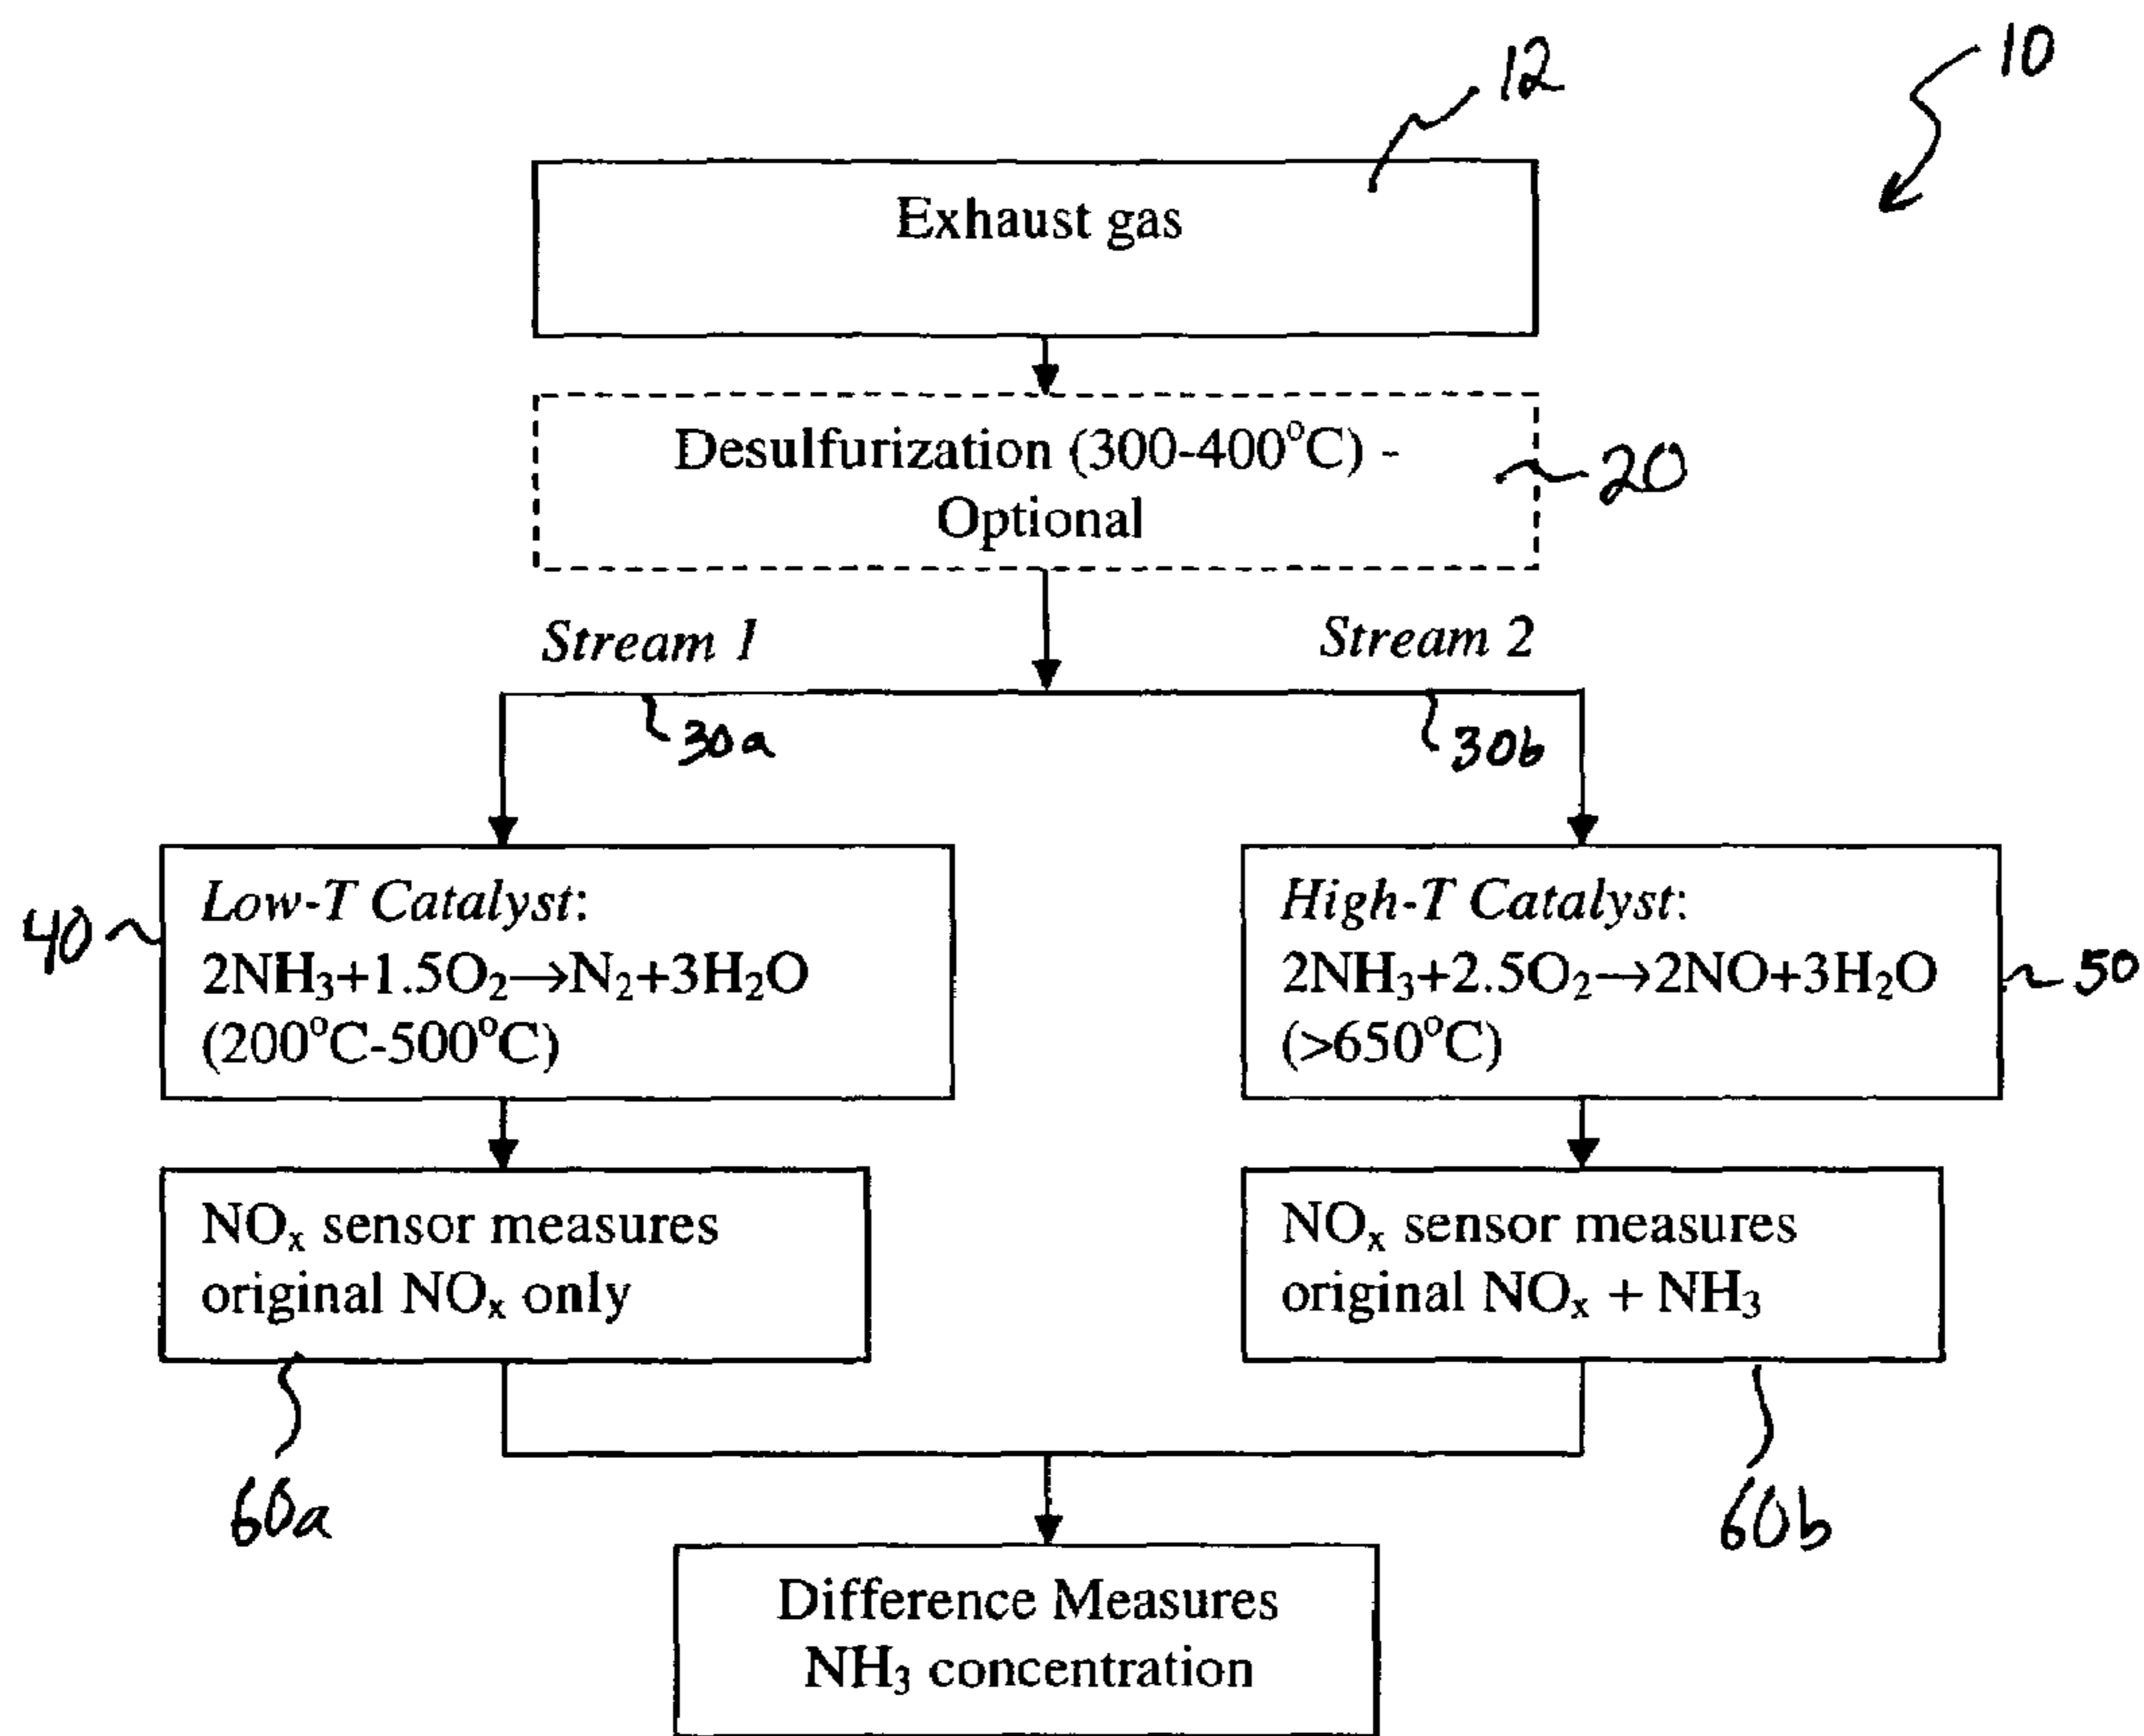 10
12
Exhaust gas
Desulfurization (300-400°C) -
Optional
20
Stream 1
Stream 2
30a
30b
40
Low-T Catalyst:
2NH₃+1.5O₂→N₂+3H₂O
(200°C-500°C)
High-T Catalyst:
2NH₃+2.5O₂→2NO+3H₂O
(>650°C)
50
NOₓ sensor measures
original NOₓ only
NOₓ sensor measures
original NOₓ + NH₃
60a
60b
Difference Measures
NH₃ concentration